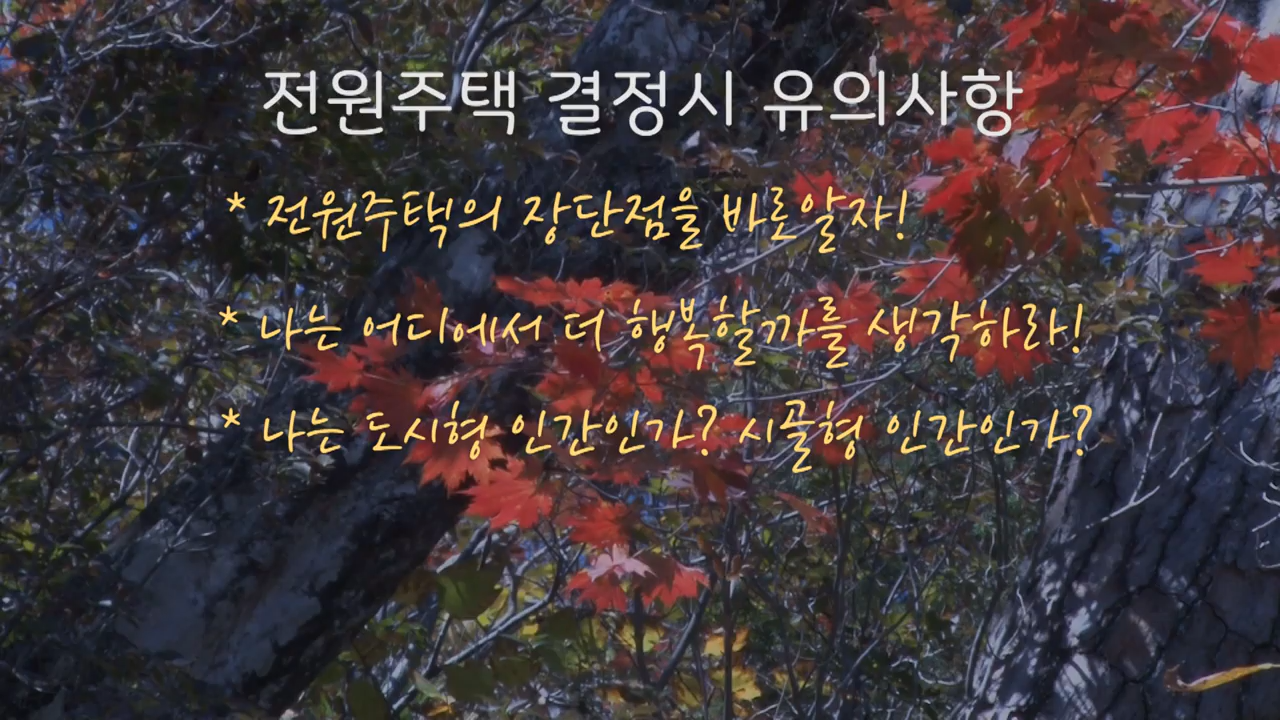 전원주택 결정시 유의사항
* 전원주택의 장단점을 바로알자!
* 나는 어디에서 더 행복할까를 생각하라!
* 나는 도시형 인간인가? 시골형 인간인가?